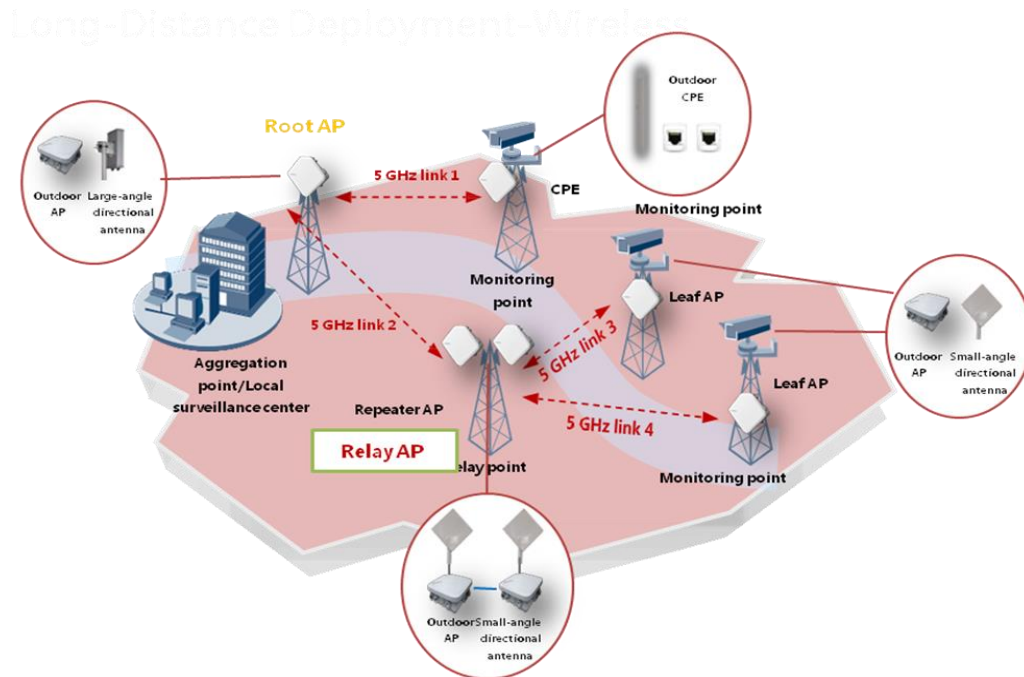 Long-Distance Deployment-Wireless
Outdoor
CPE
Root AP
5 GHz link 1
CPE
Outdoor
AP
Large-angle
directional
antenna
Monitoring point
Monitoring
point
Leaf AP
5 GHz link 2
5 GHz link 3
Aggregation
point/Local
surveillance center
Leaf AP
Outdoor
AP
Small-angle
directional
antenna
Repeater AP
5 GHz link 4
Relay AP
elay point
Monitoring point
Outdoor
AP
Small-angle
directional
antenna